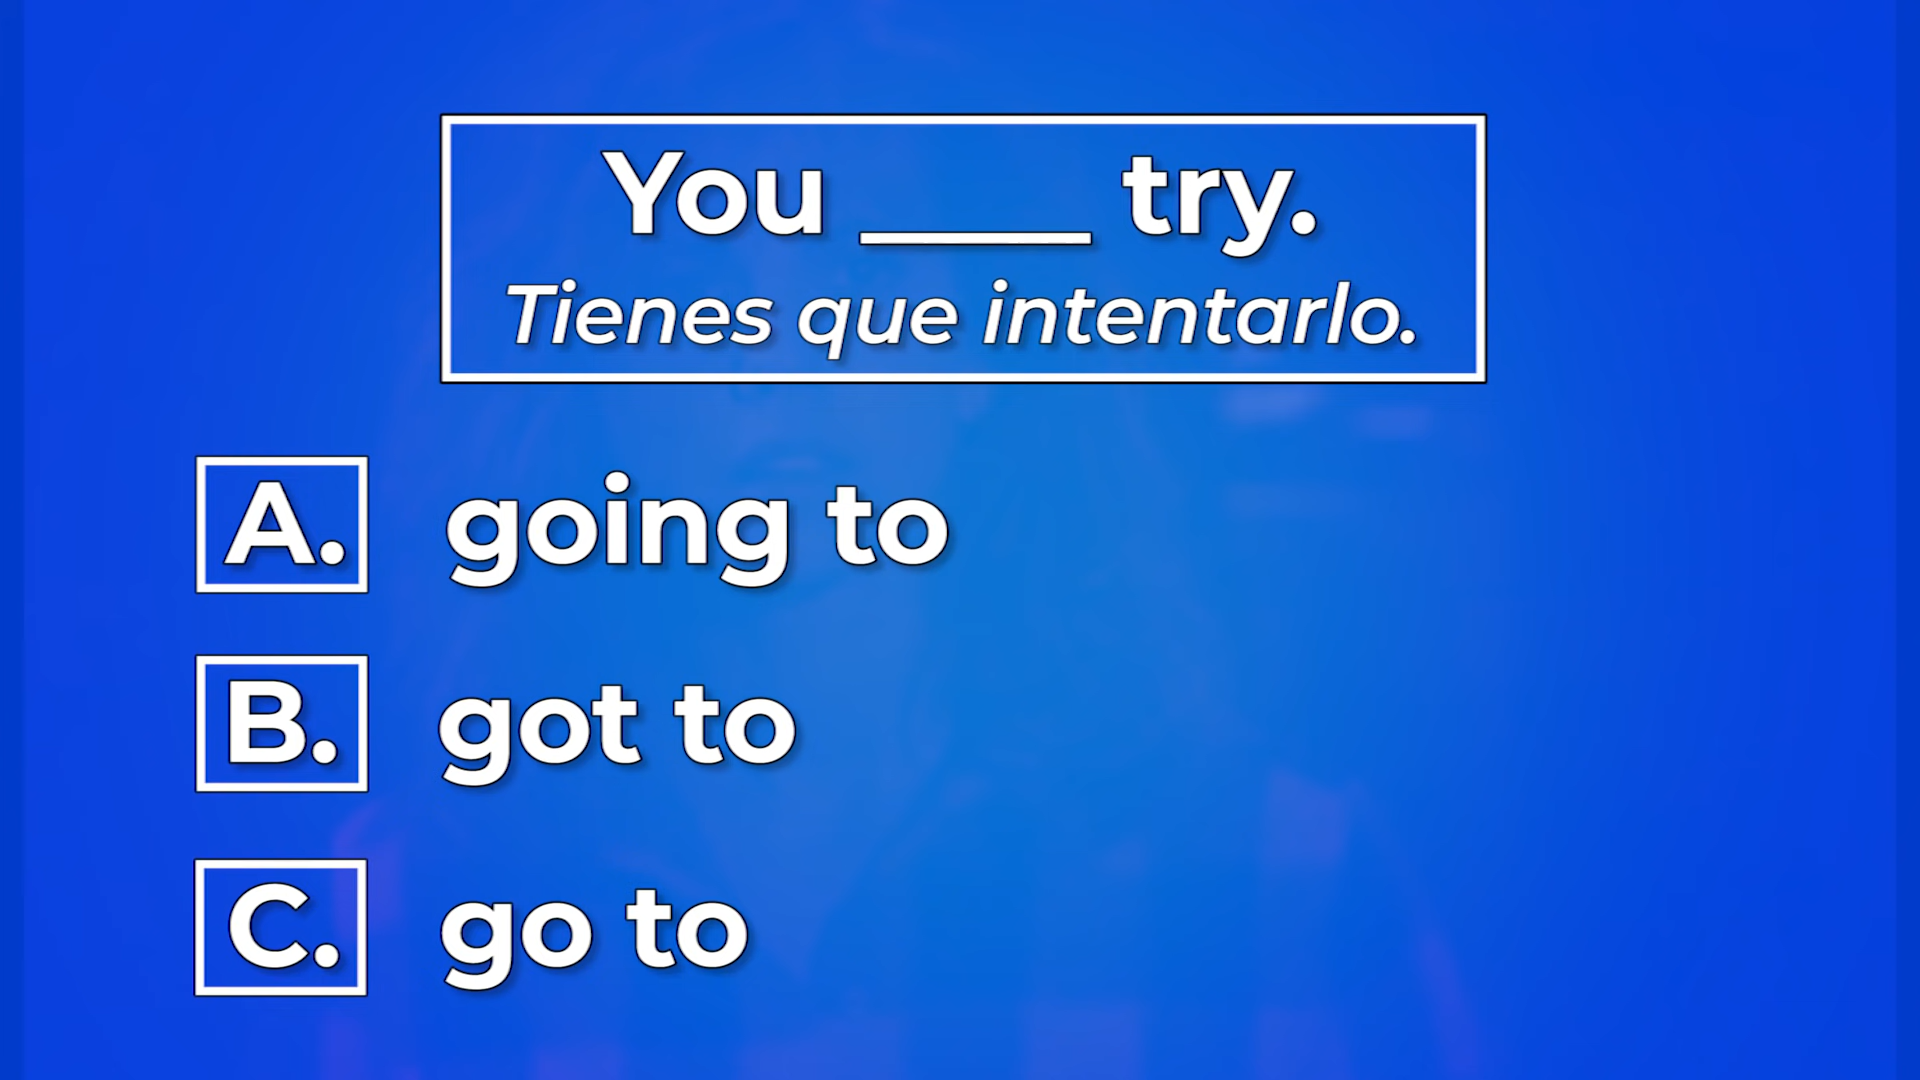 You ____ try.
Tienes que intentarlo.
A. going to
B. got to
C. go to